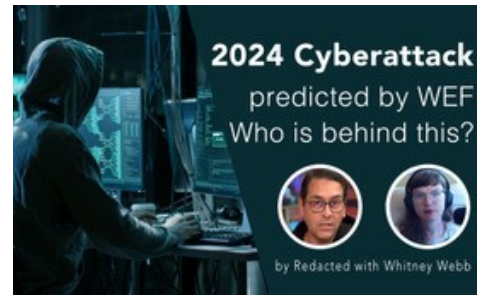 2024 Cyberattack
predicted by WEF
Who is behind this?
by Redacted with Whitney Webb